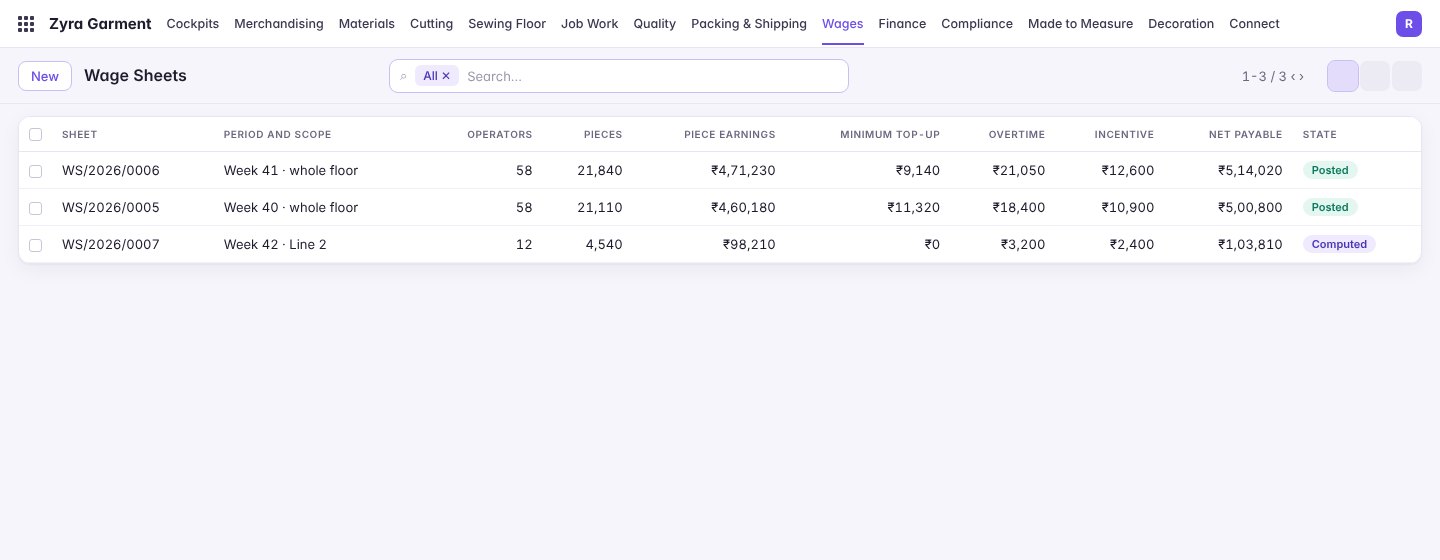 Zyra Garment Cockpits Merchandising Materials Cutting Sewing Floor Job Work Quality Packing & Shipping Wages Finance Compliance Made to Measure Decoration Connect R
New Wage Sheets All ✕ Search... 1-3 / 3 ‹ ›
SHEET PERIOD AND SCOPE OPERATORS PIECES PIECE EARNINGS MINIMUM TOP-UP OVERTIME INCENTIVE NET PAYABLE STATE
WS/2026/0006 Week 41 · whole floor 58 21,840 ₹4,71,230 ₹9,140 ₹21,050 ₹12,600 ₹5,14,020 Posted
WS/2026/0005 Week 40 · whole floor 58 21,110 ₹4,60,180 ₹11,320 ₹18,400 ₹10,900 ₹5,00,800 Posted
WS/2026/0007 Week 42 · Line 2 12 4,540 ₹98,210 ₹0 ₹3,200 ₹2,400 ₹1,03,810 Computed